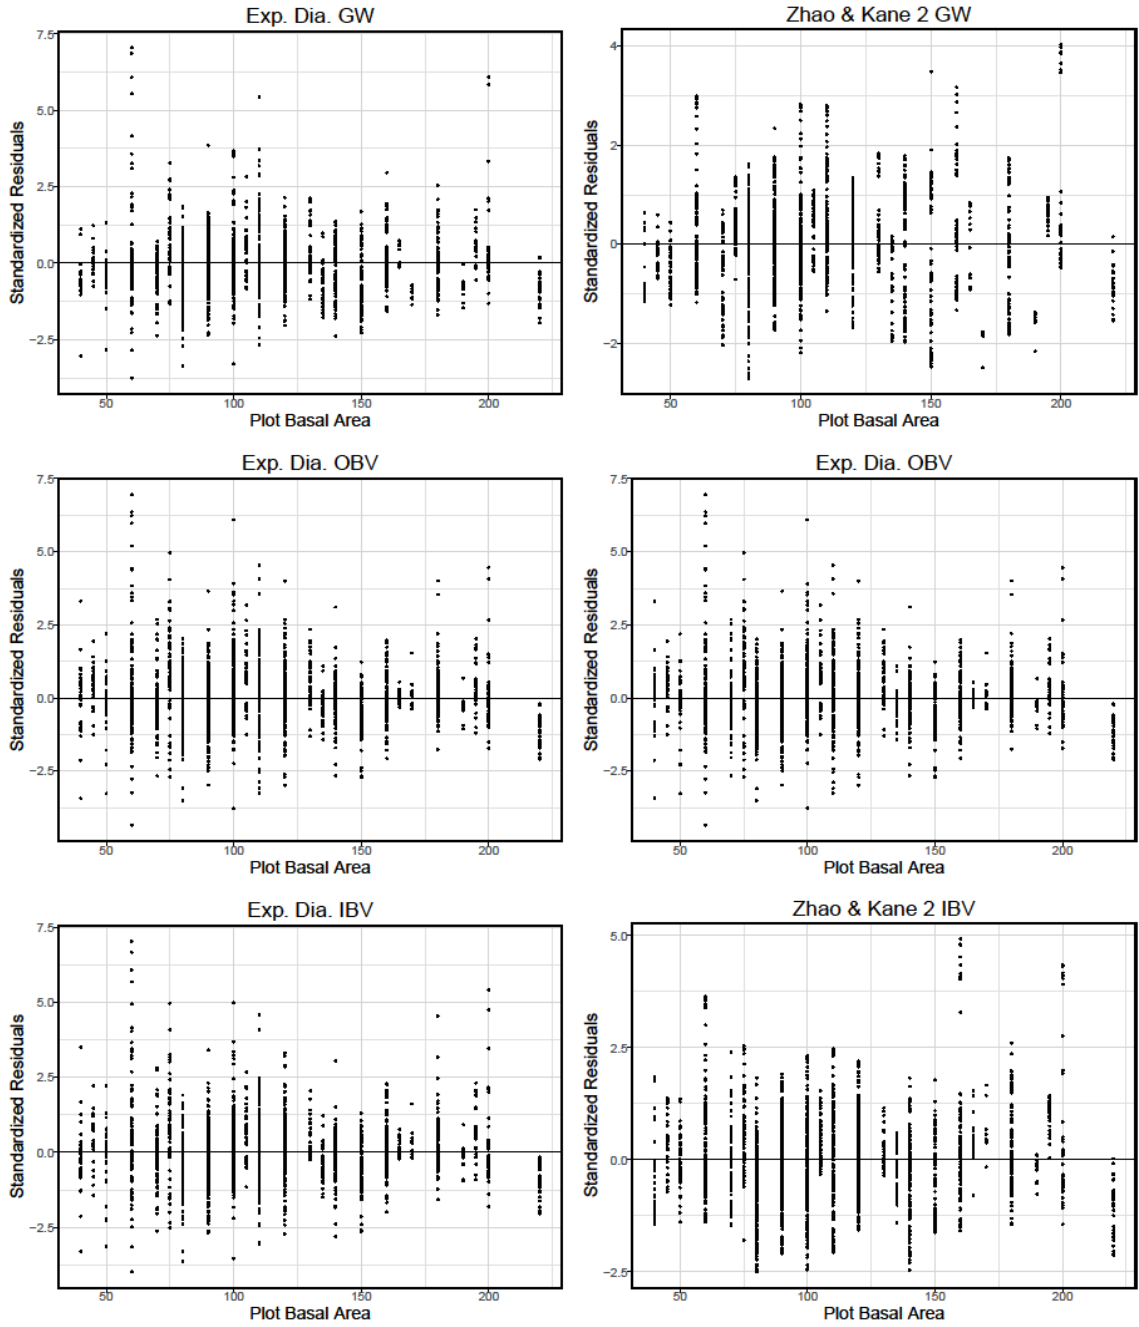 Exp. Dia. GW
Zhao & Kane 2 GW
7.5
5.0
2.5
0.0
−2.5
Standardized Residuals
50
100
150
200
Plot Basal Area
4
2
0
−2
Standardized Residuals
50
100
150
200
Plot Basal Area
Exp. Dia. OBV
Exp. Dia. OBV
7.5
5.0
2.5
0.0
−2.5
Standardized Residuals
50
100
150
200
Plot Basal Area
7.5
5.0
2.5
0.0
−2.5
Standardized Residuals
50
100
150
200
Plot Basal Area
Exp. Dia. IBV
Zhao & Kane 2 IBV
7.5
5.0
2.5
0.0
−2.5
Standardized Residuals
50
100
150
200
Plot Basal Area
5.0
2.5
0.0
−2.5
Standardized Residuals
50
100
150
200
Plot Basal Area